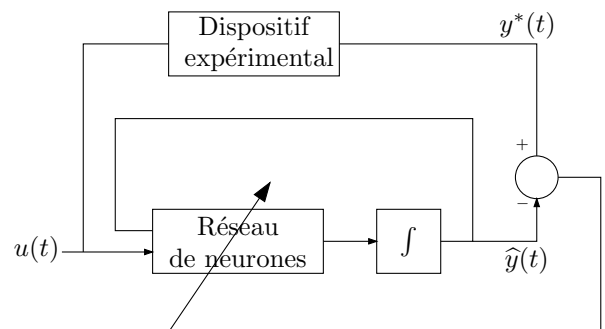 Dispositif
expérimental
y*(t)
+
−
Réseau
de neurones
∫
u(t)
ŷ(t)